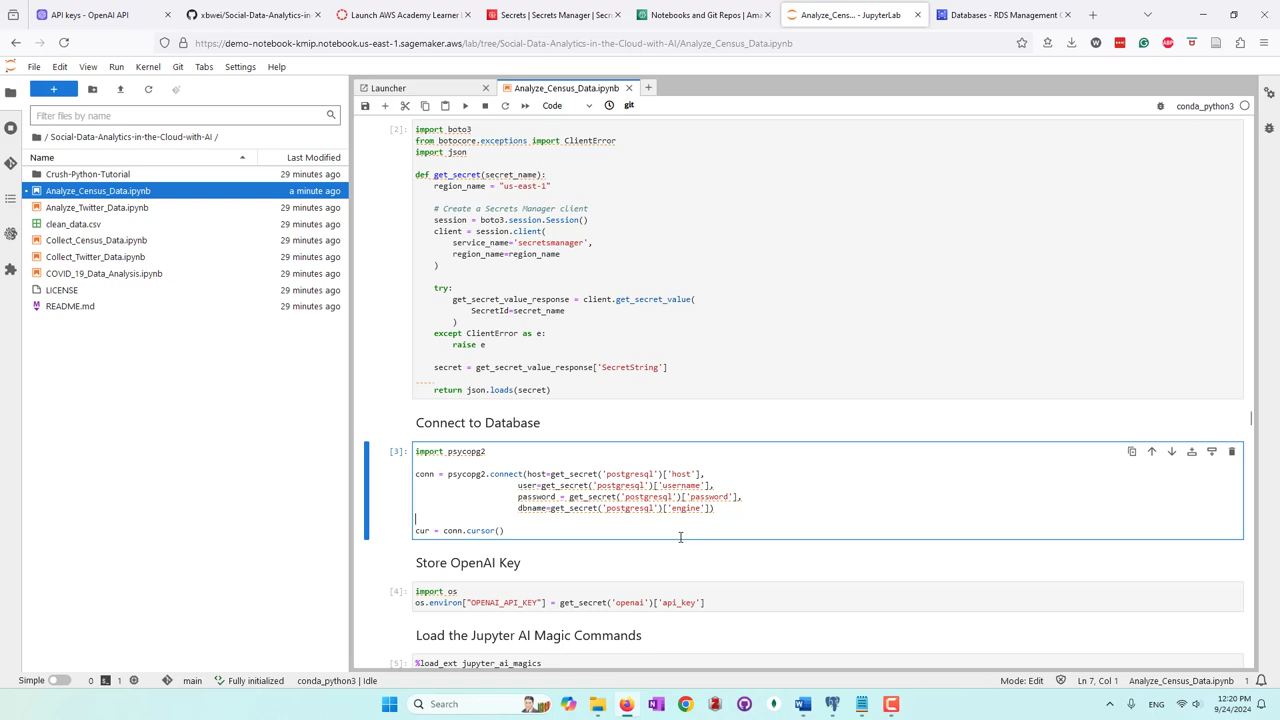 API keys - OpenAI API
xbwei/Social-Data-Analytics-in-
Launch AWS Academy Learner
Secrets | Secrets Manager | S
Notebooks and Git Repos | Am
Analyze_Cens... - JupyterLab
Databases - RDS Management C
https://demo-notebook-kmip.notebook.us-east-1.sagemaker.aws/lab/tree/Social-Data-Analytics-in-the-Cloud-with-AI/Analyze_Census_Data.ipynb
File Edit View Run Kernel Git Tabs Settings Help
Launcher
Analyze_Census_Data.ipynb
Code
git
conda_python3
Filter files by name
/ Social-Data-Analytics-in-the-Cloud-with-AI /
Name Last Modified
Crush-Python-Tutorial 29 minutes ago
Analyze_Census_Data.ipynb a minute ago
Analyze_Twitter_Data.ipynb 29 minutes ago
clean_data.csv 29 minutes ago
Collect_Census_Data.ipynb 29 minutes ago
Collect_Twitter_Data.ipynb 29 minutes ago
COVID_19_Data_Analysis.ipynb 29 minutes ago
LICENSE 29 minutes ago
README.md 29 minutes ago
[2]: import boto3
from botocore.exceptions import ClientError
import json
def get_secret(secret_name):
region_name = "us-east-1"
# Create a Secrets Manager client
session = boto3.session.Session()
client = session.client(
service_name='secretsmanager',
region_name=region_name
)
try:
get_secret_value_response = client.get_secret_value(
SecretId=secret_name
)
except ClientError as e:
raise e
secret = get_secret_value_response['SecretString']
return json.loads(secret)
Connect to Database
[3]: import psycopg2
conn = psycopg2.connect(host=get_secret('postgresql')['host'],
user=get_secret('postgresql')['username'],
password = get_secret('postgresql')['password'],
dbname=get_secret('postgresql')['engine'])
cur = conn.cursor()
Store OpenAI Key
[4]: import os
os.environ["OPENAI_API_KEY"] = get_secret('openai')['api_key']
Load the Jupyter AI Magic Commands
[5]: %load_ext jupyter_ai_magics
Simple 0 1 main Fully initialized conda_python3 | Idle Mode: Edit Ln 7, Col 1 Analyze_Census_Data.ipynb 1
Search
ENG
12:20 PM
9/24/2024